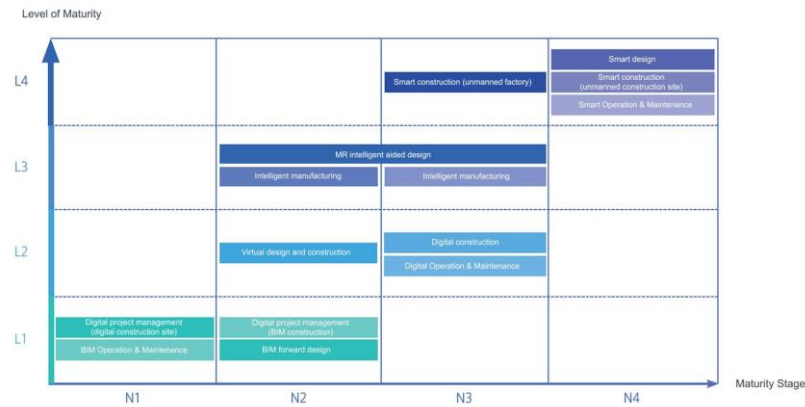 Level of Maturity
L4
Smart construction (unmanned factory)
Smart design
Smart construction
(unmanned construction site)
Smart Operation & Maintenance
L3
MR intelligent aided design
Intelligent manufacturing
Intelligent manufacturing
L2
Virtual design and construction
Digital construction
Digital Operation & Maintenance
L1
Digital project management
(digital construction site)
BIM Operation & Maintenance
Digital project management
(BIM construction)
BIM forward design
Maturity Stage
N1
N2
N3
N4